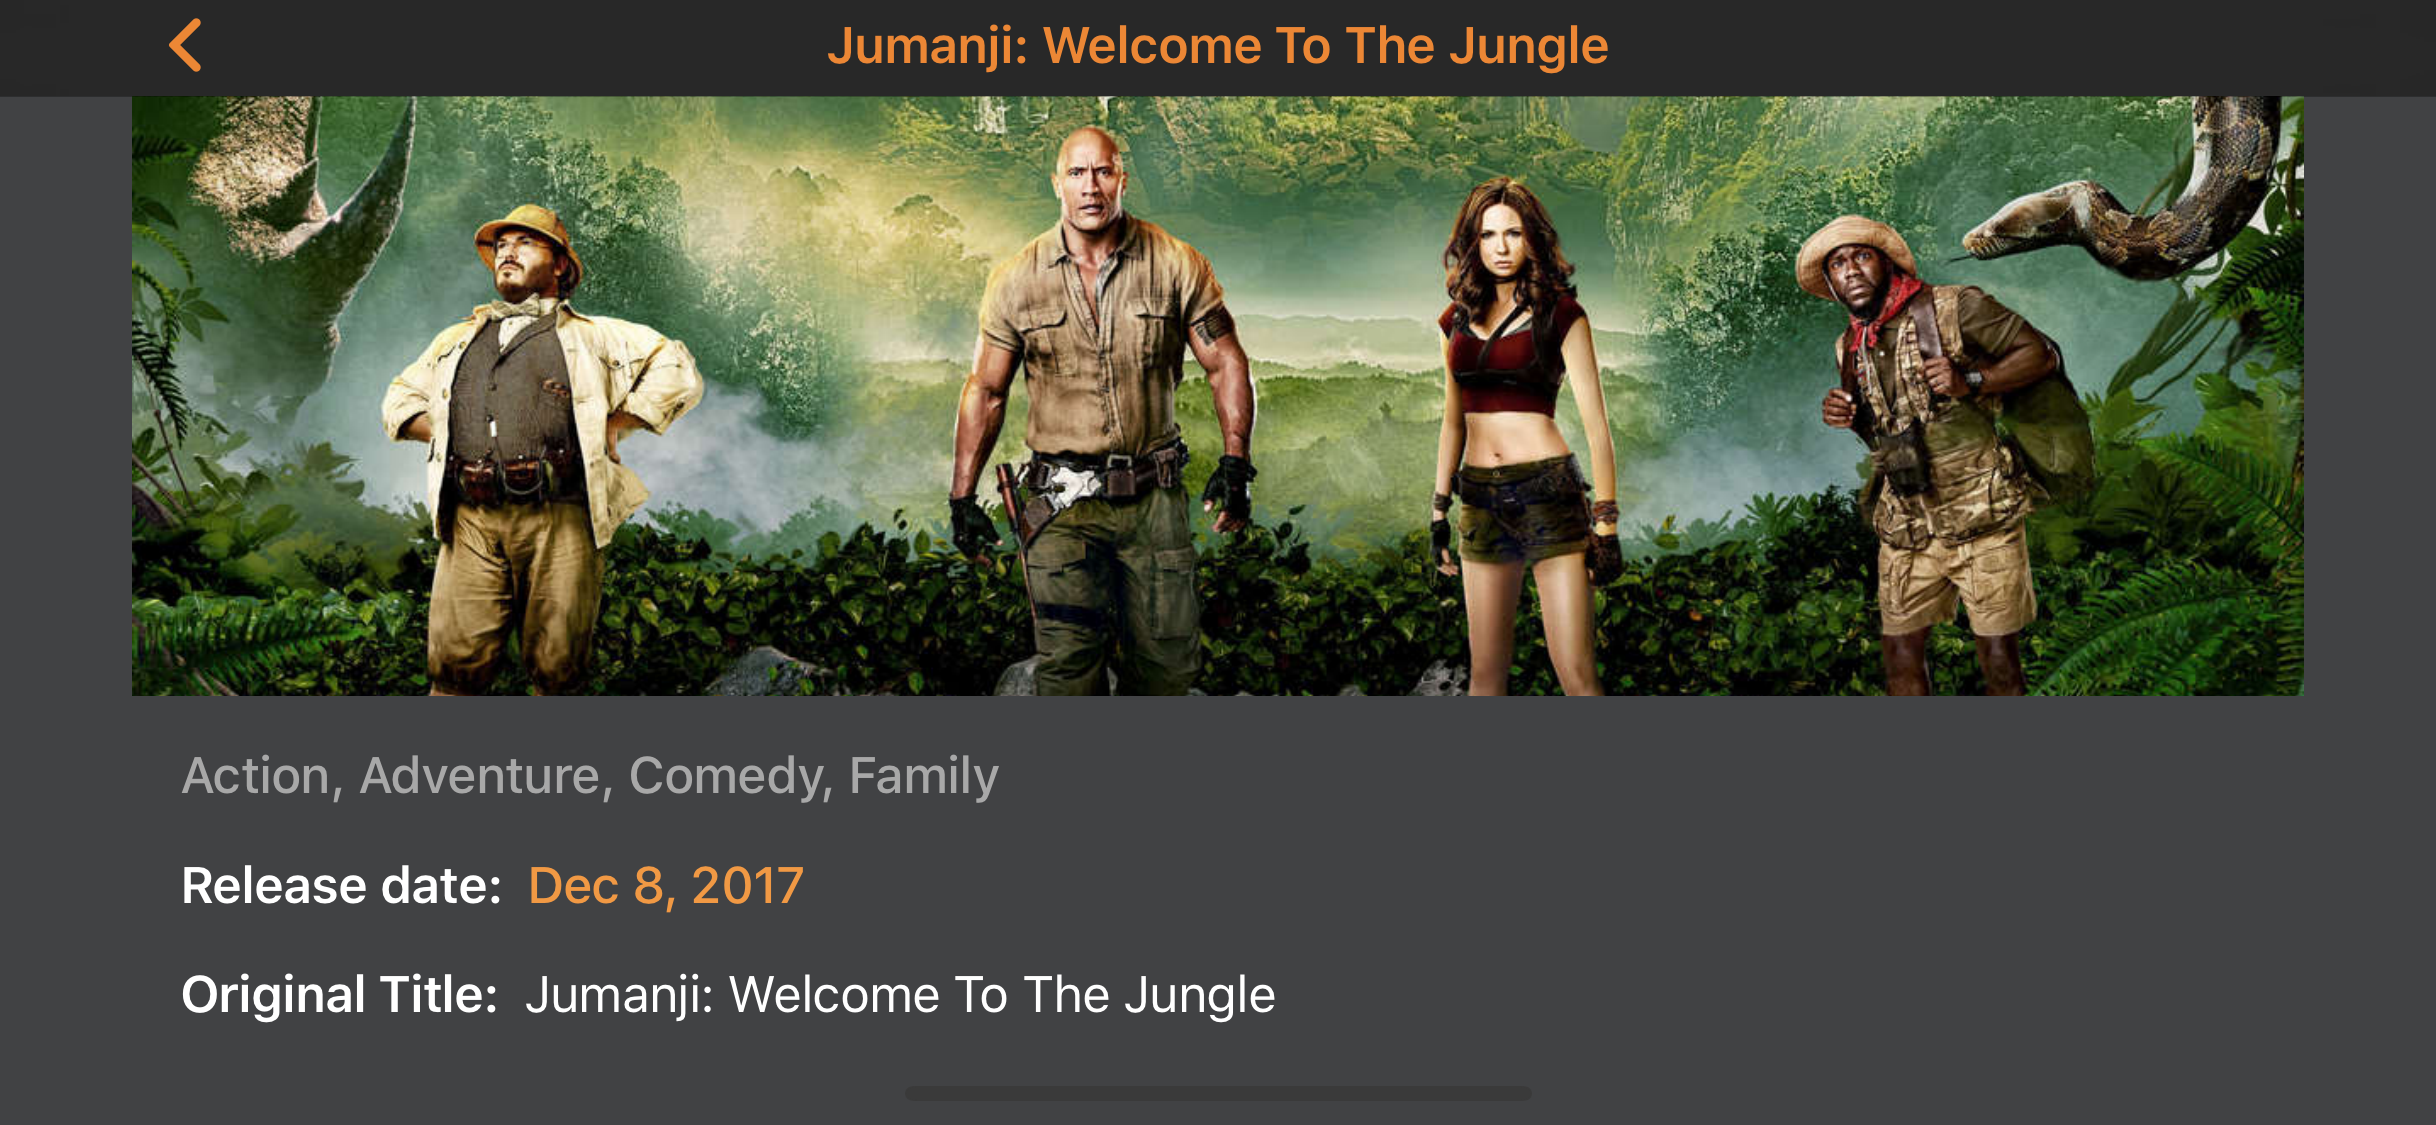 Jumanji: Welcome To The Jungle
Action, Adventure, Comedy, Family
Release date: Dec 8, 2017
Original Title: Jumanji: Welcome To The Jungle